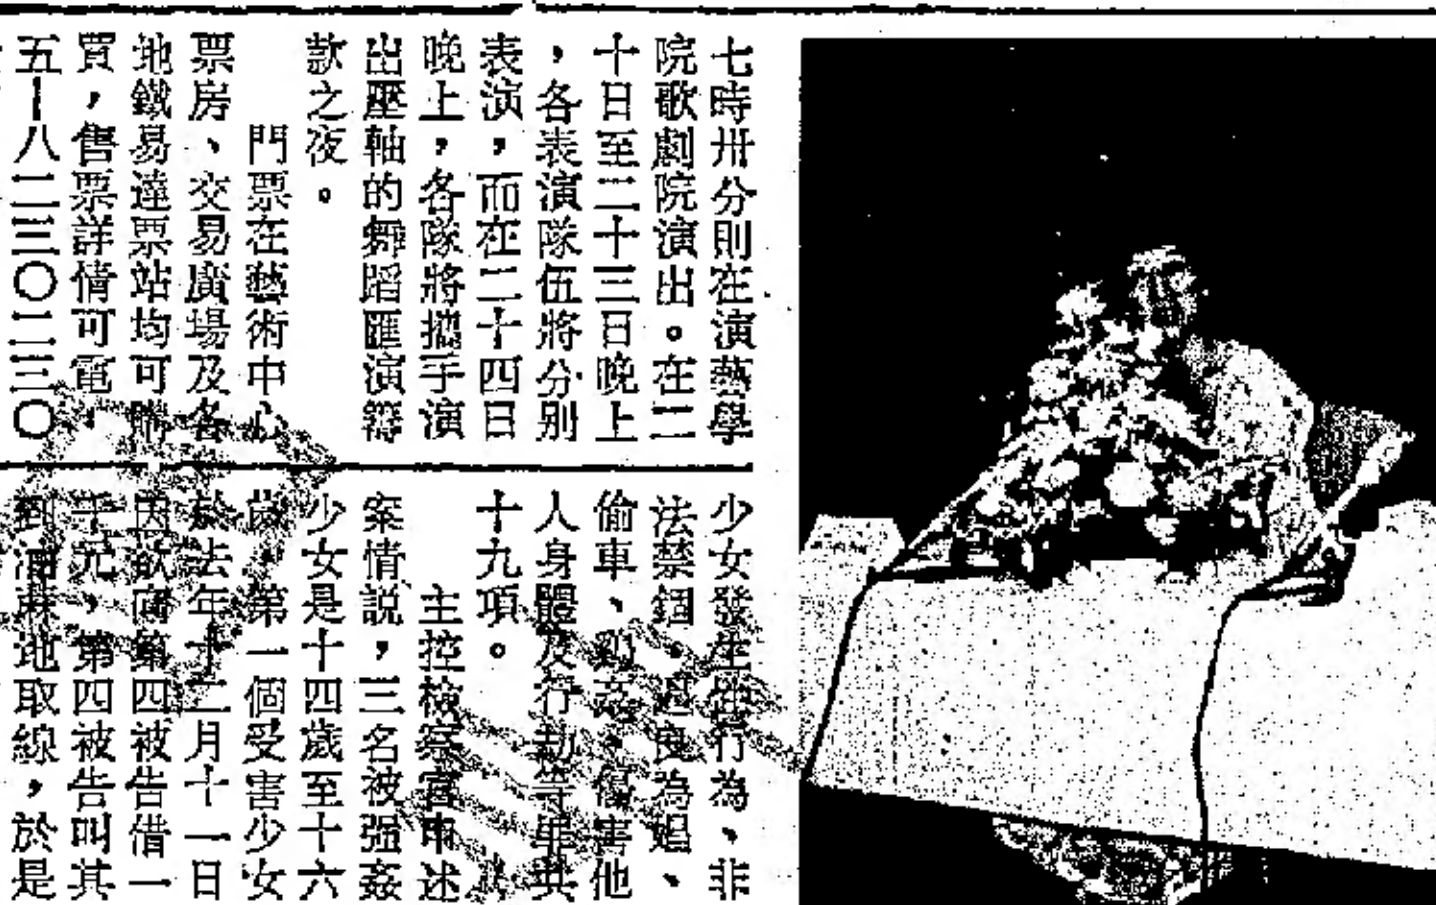 七時卅分則在演藝學
院歌劇院演出。在二
十日至二十三日晚上
，各表演隊伍將分別
表演，而在二十四日
晚上，各隊將攜手演
出壓軸的舞蹈匯演籌
款之夜。
門票在藝術中心
票房、交易廣場及各
地鐵易達票站均可購
買，售票詳情可電，
五－八二三〇二三〇
少女發生性行為、非
法禁錮、逼良為娼、
偷車、勒索、傷害他
人身體及行劫等罪共
十九項。
主控檢察官申述
案情説，三名被强姦
少女是十四歲至十六
歲，第一個受害少女
於去年十二月十一日
因欲向第四被告借一
千元，第四被告叫其
到油麻地取線，於是